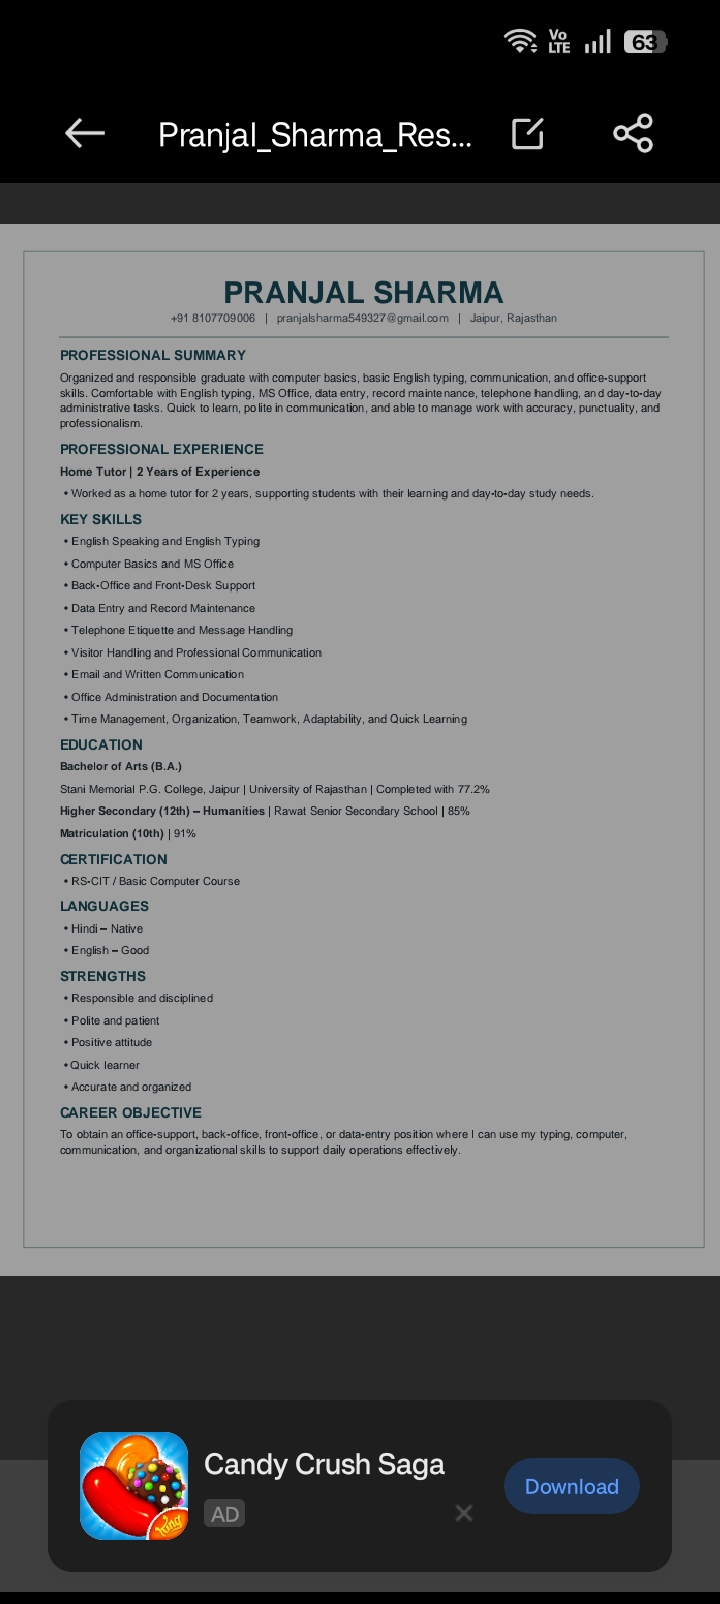 Vo
LTE
63
Pranjal_Sharma_Res...
PRANJAL SHARMA
+91 8107709006 | pranjalsharma549327@gmail.com | Jaipur, Rajasthan
PROFESSIONAL SUMMARY
Organized and responsible graduate with computer basics, basic English typing, communication, and office-support
skills. Comfortable with English typing, MS Office, data entry, record maintenance, telephone handling, and day-to-day
administrative tasks. Quick to learn, polite in communication, and able to manage work with accuracy, punctuality, and
professionalism.
PROFESSIONAL EXPERIENCE
Home Tutor | 2 Years of Experience
• Worked as a home tutor for 2 years, supporting students with their learning and day-to-day study needs.
KEY SKILLS
• English Speaking and English Typing
• Computer Basics and MS Office
• Back-Office and Front-Desk Support
• Data Entry and Record Maintenance
• Telephone Etiquette and Message Handling
• Visitor Handling and Professional Communication
• Email and Written Communication
• Office Administration and Documentation
• Time Management, Organization, Teamwork, Adaptability, and Quick Learning
EDUCATION
Bachelor of Arts (B.A.)
Stani Memorial P.G. College, Jaipur | University of Rajasthan | Completed with 77.2%
Higher Secondary (12th) – Humanities | Rawat Senior Secondary School | 85%
Matriculation (10th) | 91%
CERTIFICATION
• RS-CIT / Basic Computer Course
LANGUAGES
• Hindi – Native
• English – Good
STRENGTHS
• Responsible and disciplined
• Polite and patient
• Positive attitude
• Quick learner
• Accurate and organized
CAREER OBJECTIVE
To obtain an office-support, back-office, front-office, or data-entry position where I can use my typing, computer,
communication, and organizational skills to support daily operations effectively.
Candy Crush Saga
AD
Download
King